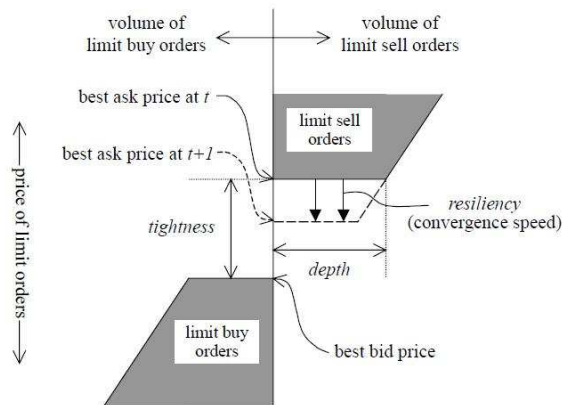 volume of
limit buy orders
volume of
limit sell orders
best ask price at t
limit sell
orders
best ask price at t+1
resiliency
(convergence speed)
tightness
depth
price of limit orders
limit buy
orders
best bid price